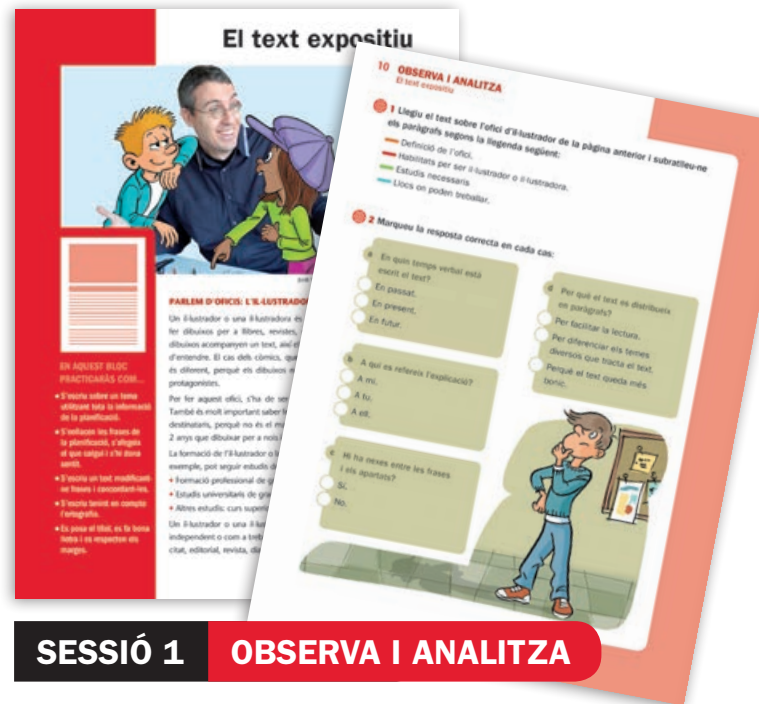 El text expositiu
EN AQUEST BLOC
PRACTICARÀS COM...
• S'escriu sobre un tema
utilitzant tota la informació
de la planificació.
• S'enllacen les frases de
la planificació, s'afegeix
el que calgui i s'hi dona
sentit.
• S'escriu un text modificant-
ne frases i concordant-les.
• S'escriu tenint en compte
l'ortografia.
• Es posa el títol, es fa bona
lletra i es respecten els
marges.
PARLEM D'OFICIS: L'IL·LUSTRADOR
Un il·lustrador o una il·lustradora és
fer dibuixos per a llibres, revistes,
dibuixos acompanyen un text, així
d'entendre. El cas dels còmics, que
és diferent, perquè els dibuixos
protagonistes.
Per fer aquest ofici, s'ha de
També és molt important saber
destinataris, perquè no és el
2 anys que dibuixar per a nois
La formació de l'il·lustrador o
exemple, pot seguir estudis
• Formació professional de
• Estudis universitaris de
• Altres estudis: curs
Un il·lustrador o una
independent o com a
citat, editorial, revista,
10 OBSERVA I ANALITZA
El text expositiu
1 Llegiu el text sobre l'ofici d'il·lustrador de la pàgina anterior i subratlleu-ne
els paràgrafs segons la llegenda següent:
Definició de l'ofici.
Habilitats per ser il·lustrador o il·lustradora.
Estudis necessaris
Llocs on poden treballar.
2 Marqueu la resposta correcta en cada cas:
a En quin temps verbal està
escrit el text?
En passat.
En present.
En futur.
b A qui es refereix l'explicació?
A mi.
A tu.
A ell.
c Hi ha nexes entre les frases
i els apartats?
Sí.
No.
d Per què el text es distribueix
en paràgrafs?
Per facilitar la lectura.
Per diferenciar els temes
diversos que tracta el text.
Perquè el text queda més
bonic.
SESSIÓ 1 OBSERVA I ANALITZA